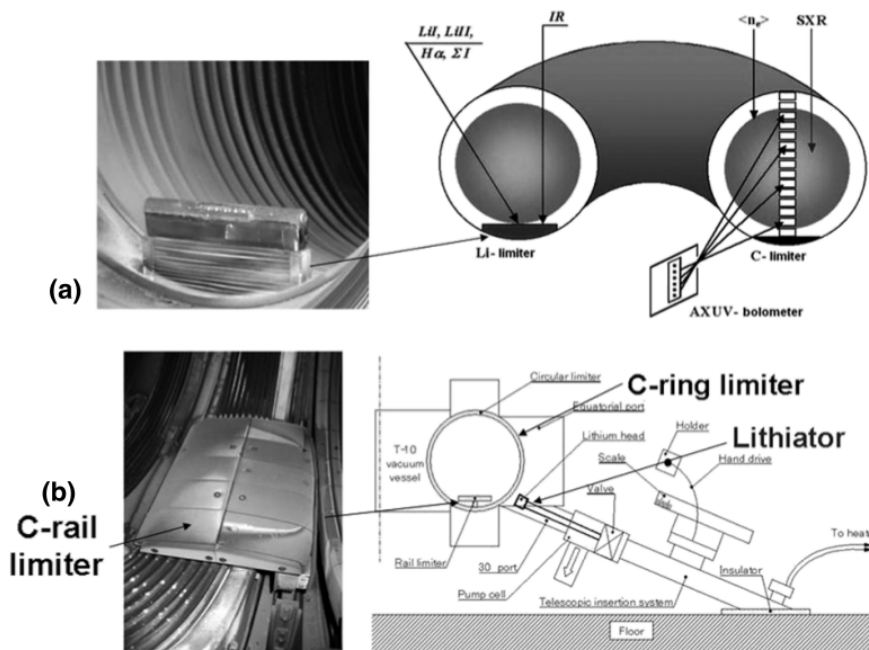 LiI, LiII,
Hα, ΣI
IR
<nₑ>
SXR
Li- limiter
C- limiter
AXUV- bolometer
(a)
(b)
C-rail
limiter
Circular limiter
C-ring limiter
Equatorial port
T-10
vacuum
vessel
Lithium head
Lithiator
Holder
Scale
Hand drive
Valve
To heat
Rail limiter
30 port
Pump cell
Insulator
Telescopic insertion system
Floor